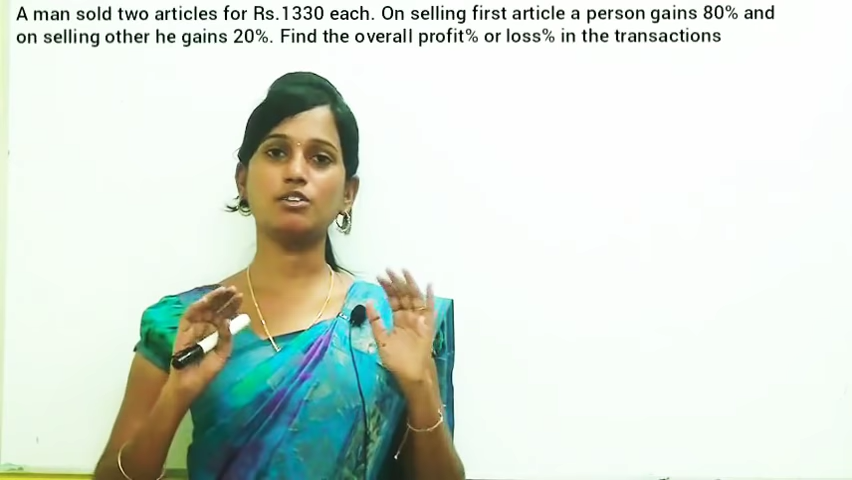 A man sold two articles for Rs.1330 each. On selling first article a person gains 80% and
on selling other he gains 20%. Find the overall profit% or loss% in the transactions